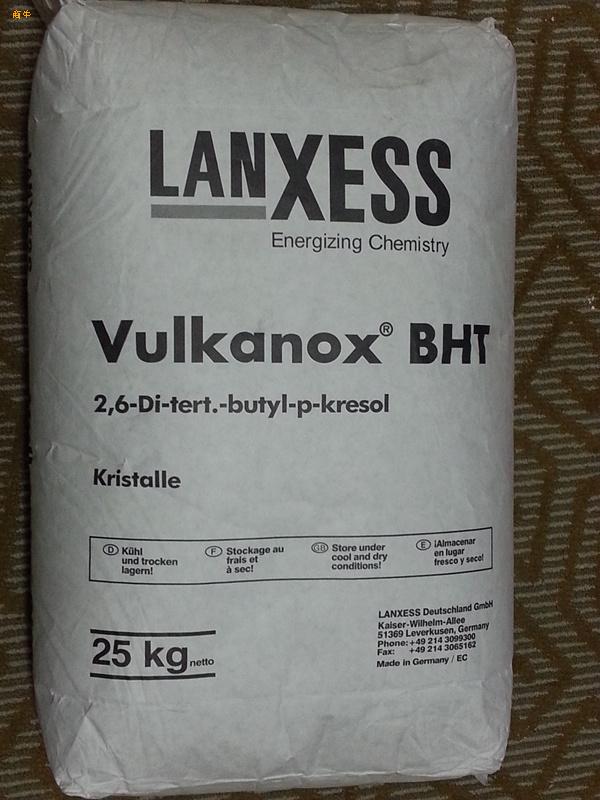 商牛
LANXESS
Energizing Chemistry
Vulkanox® BHT
2,6-Di-tert.-butyl-p-kresol
Kristalle
D Kühl
und trocken
lagern!
F Stockage au
frais et
à sec!
GB Store under
cool and dry
conditions!
E ¡Almacenar
en lugar
fresco y seco!
25 kg netto
LANXESS Deutschland GmbH
Kaiser-Wilhelm-Allee
51369 Leverkusen, Germany
Phone: +49 214 3099300
Fax: +49 214 3065162
Made in Germany / EC